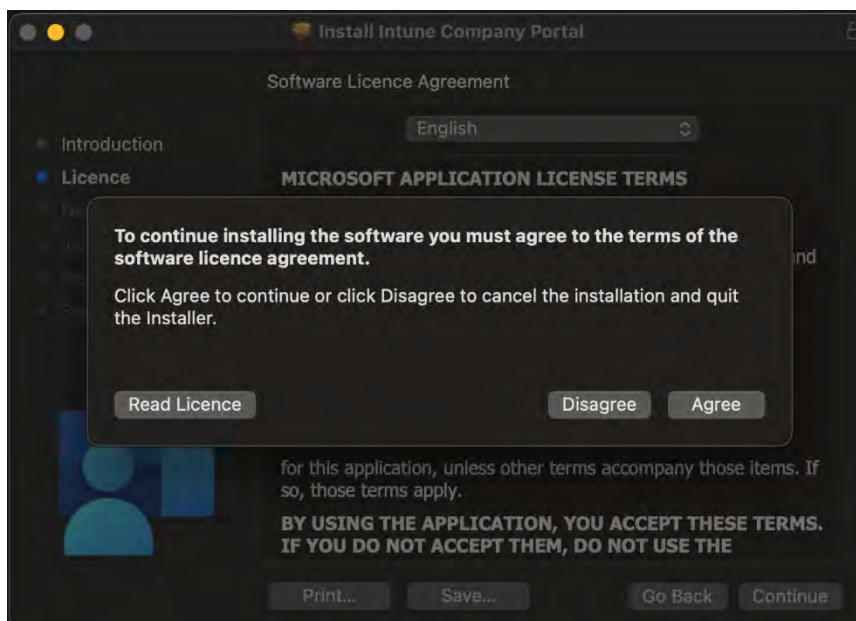 Install Intune Company Portal
Software Licence Agreement
English
Introduction
Licence
MICROSOFT APPLICATION LICENSE TERMS
To continue installing the software you must agree to the terms of the
software licence agreement.
and
Click Agree to continue or click Disagree to cancel the installation and quit
the Installer.
Read Licence
Disagree
Agree
for this application, unless other terms accompany those items. If
so, those terms apply.
BY USING THE APPLICATION, YOU ACCEPT THESE TERMS.
IF YOU DO NOT ACCEPT THEM, DO NOT USE THE
Print...
Save...
Go Back
Continue